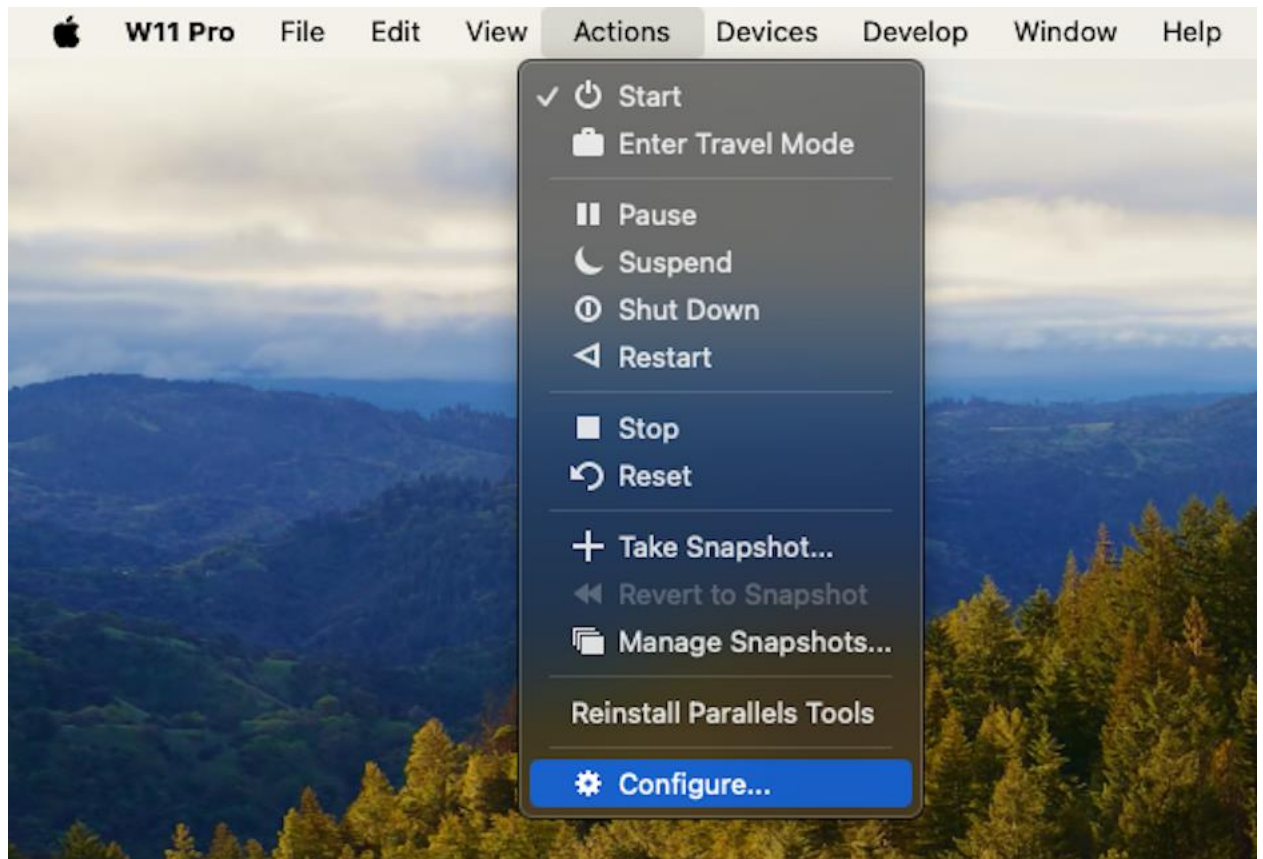 W11 Pro File Edit View Actions Devices Develop Window Help
Start
Enter Travel Mode
Pause
Suspend
Shut Down
Restart
Stop
Reset
Take Snapshot...
Revert to Snapshot
Manage Snapshots...
Reinstall Parallels Tools
Configure...